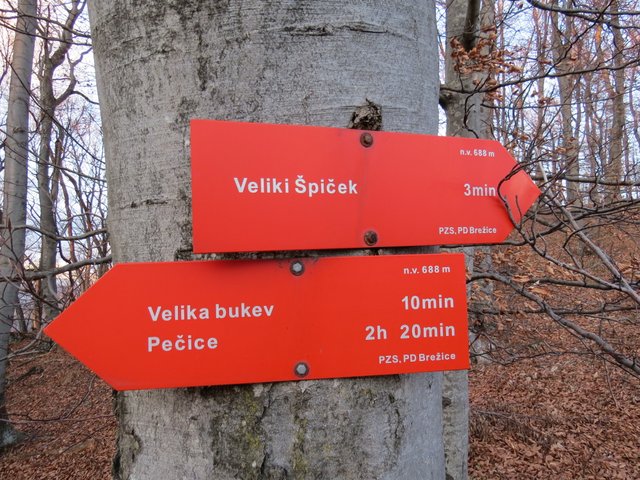 n.v. 688 m
Veliki Špiček 3min
PZS, PD Brežice
n.v. 688 m
Velika bukev 10min
Pečice 2h 20min
PZS, PD Brežice